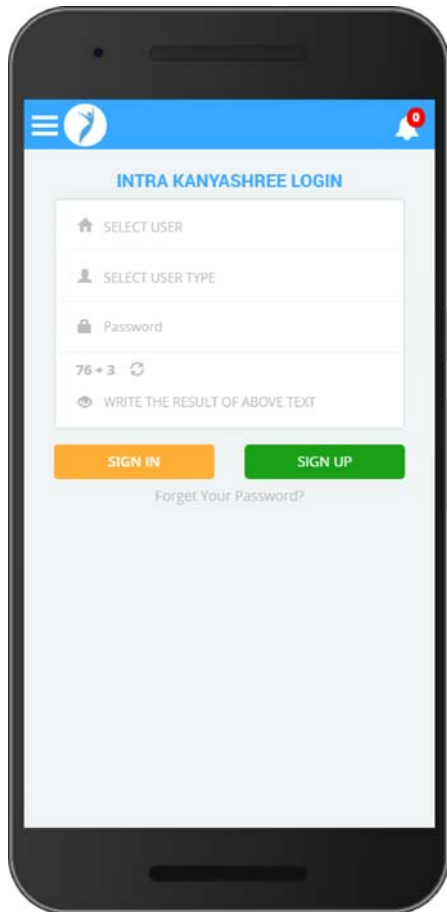 0
INTRA KANYASHREE LOGIN
SELECT USER
SELECT USER TYPE
Password
76 + 3
WRITE THE RESULT OF ABOVE TEXT
SIGN IN
SIGN UP
Forget Your Password?